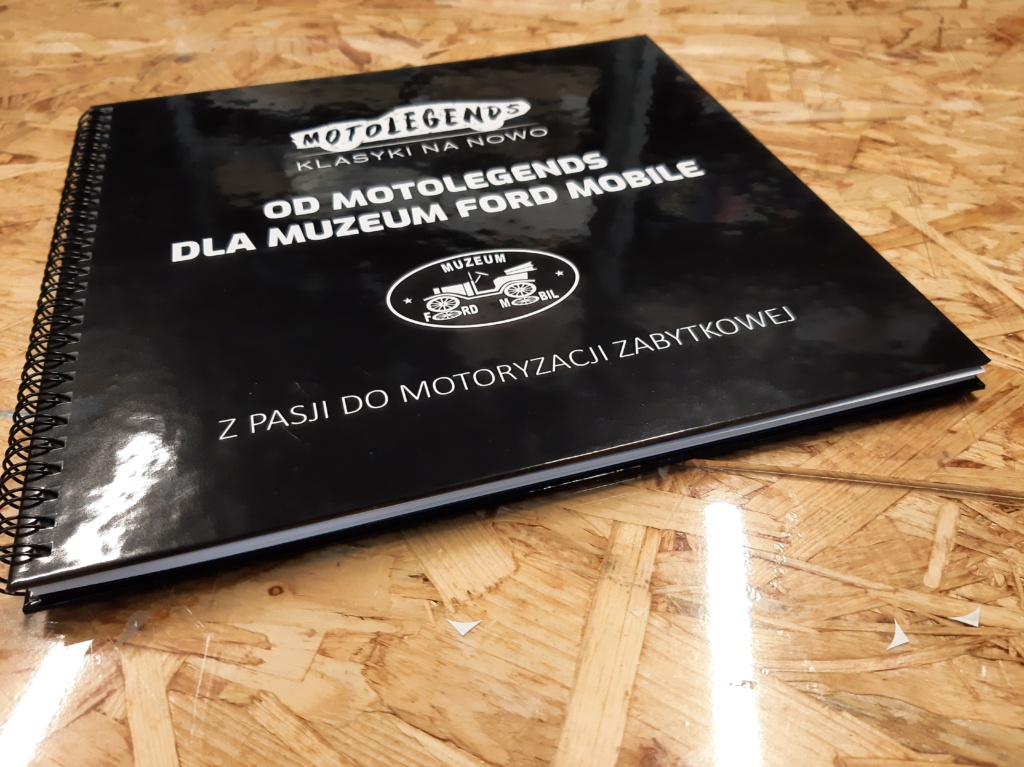 MOTOLEGENDS
KLASYKI NA NOWO
OD MOTOLEGENDS
DLA MUZEUM FORD MOBILE
MUZEUM
FORD MOBIL
Z PASJI DO MOTORYZACJI ZABYTKOWEJ